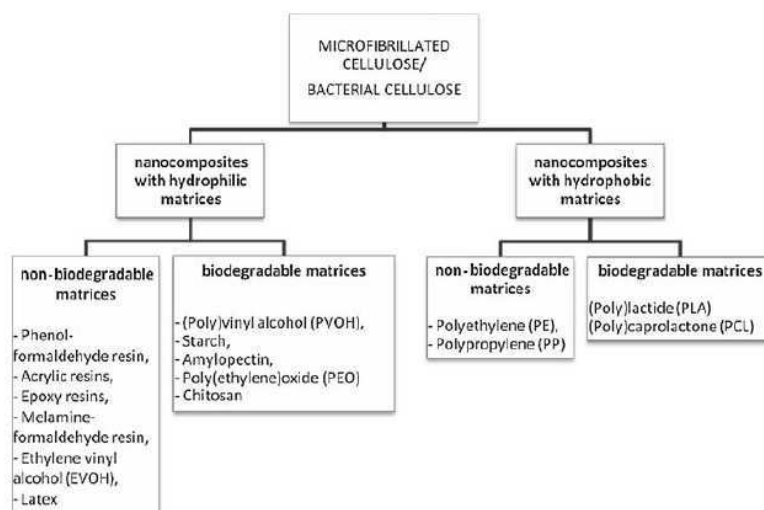 MICROFIBRILLATED
CELLULOSE/
BACTERIAL CELLULOSE
nanocomposites
with hydrophilic
matrices
nanocomposites
with hydrophobic
matrices
non-biodegradable
matrices
- Phenol-
formaldehyde resin,
- Acrylic resins,
- Epoxy resins,
- Melamine-
formaldehyde resin,
- Ethylene vinyl
alcohol (EVOH),
- Latex
biodegradable matrices
- (Poly)vinyl alcohol (PVOH),
- Starch,
- Amylopectin,
- Poly(ethylene)oxide (PEO)
- Chitosan
non-biodegradable
matrices
- Polyethylene (PE),
- Polypropylene (PP)
biodegradable matrices
(Poly)lactide (PLA)
(Poly)caprolactone (PCL)